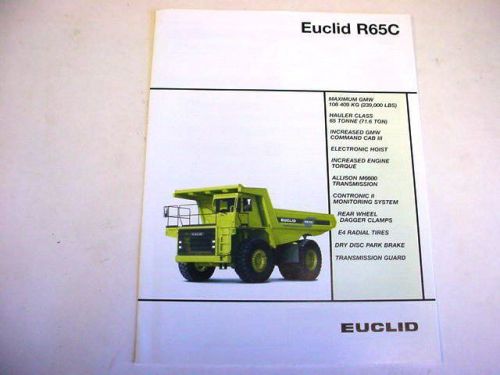 Euclid R65C
MAXIMUM GMW
108 409 KG (239,000 LBS)
HAULER CLASS
65 TONNE (71.6 TON)
INCREASED GMW
COMMAND CAB III
ELECTRONIC HOIST
INCREASED ENGINE
TORQUE
ALLISON M6600
TRANSMISSION
CONTRONIC II
MONITORING SYSTEM
REAR WHEEL
DAGGER CLAMPS
E4 RADIAL TIRES
DRY DISC PARK BRAKE
TRANSMISSION GUARD
EUCLID
EUCLID